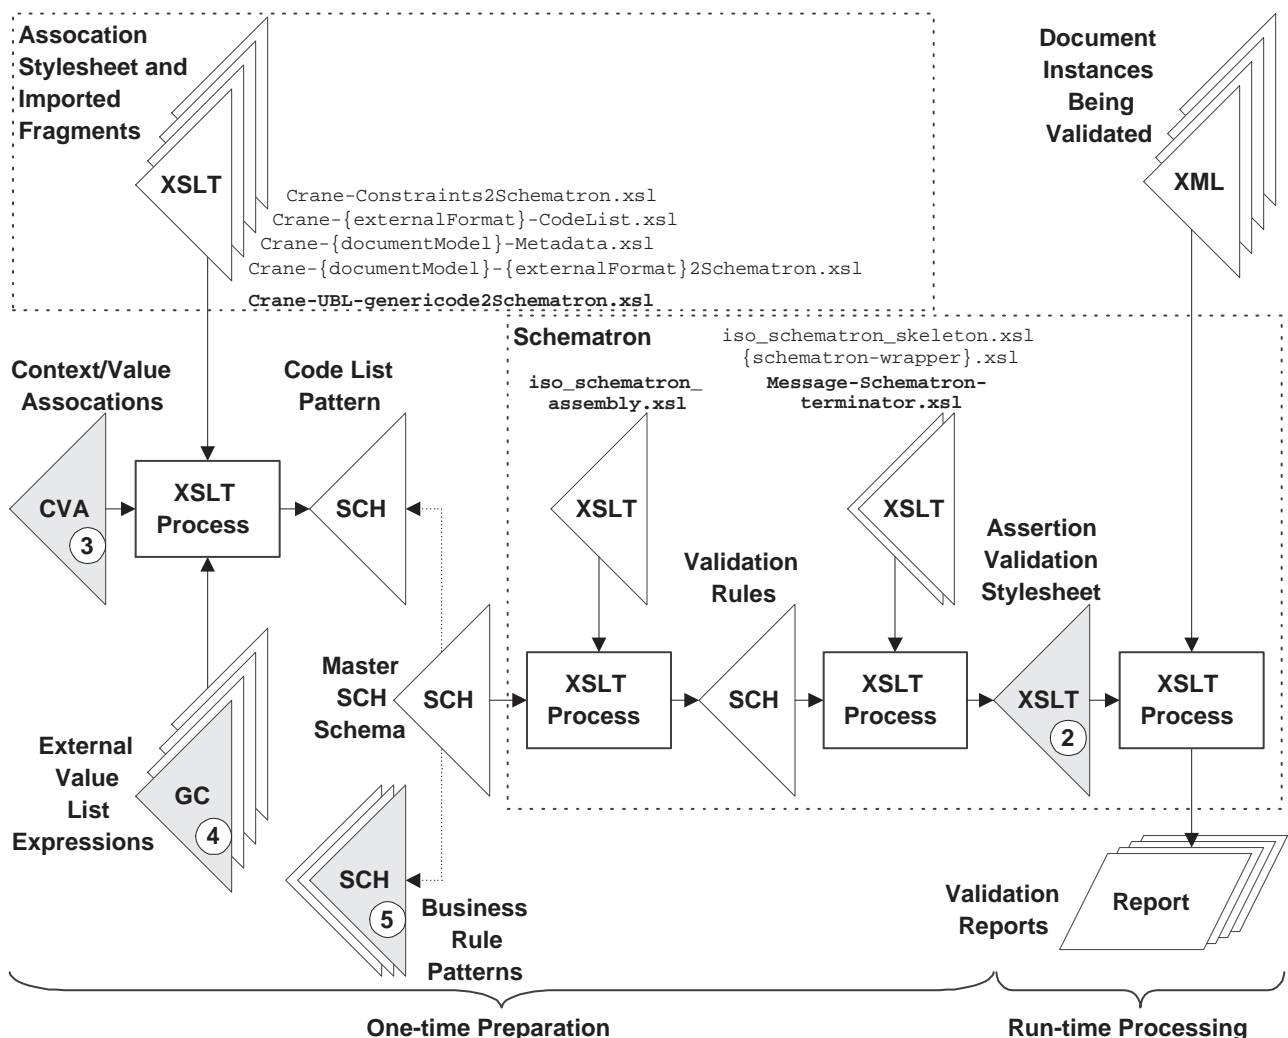 Assocation
Stylesheet and
Imported
Fragments
XSLT
Crane-Constraints2Schematron.xsl
Crane-{externalFormat}-CodeList.xsl
Crane-{documentModel}-Metadata.xsl
Crane-{documentModel}-{externalFormat}2Schematron.xsl
Crane-UBL-genericode2Schematron.xsl
Document
Instances
Being
Validated
XML
Schematron
iso_schematron_skeleton.xsl
{schematron-wrapper}.xsl
iso_schematron_
assembly.xsl
Message-Schematron-
terminator.xsl
Context/Value
Assocations
Code List
Pattern
CVA
3
XSLT
Process
SCH
XSLT
XSLT
Validation
Rules
Assertion
Validation
Stylesheet
Master
SCH
Schema
SCH
XSLT
Process
SCH
XSLT
Process
XSLT
2
XSLT
Process
External
Value
List
Expressions
GC
4
SCH
5
Business
Rule
Patterns
Validation
Reports
Report
One-time Preparation
Run-time Processing